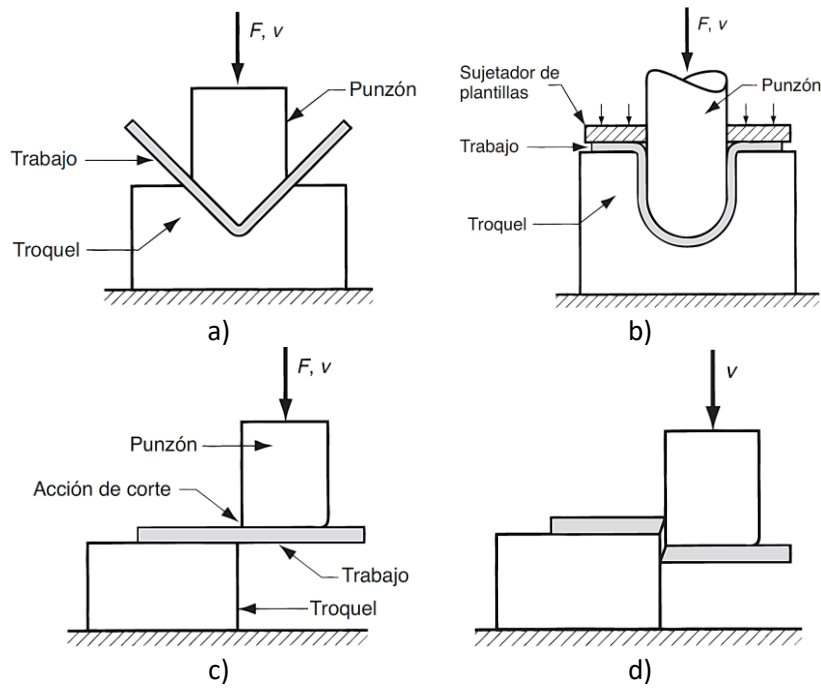 F, v
Punzón
Trabajo
Troquel
a)
F, v
Sujetador de
plantillas
Punzón
Trabajo
Troquel
b)
F, v
Punzón
Acción de corte
Trabajo
Troquel
c)
v
d)